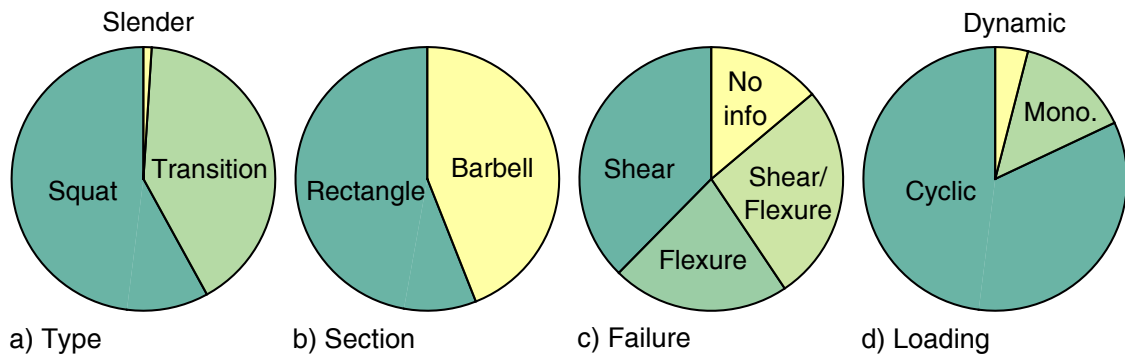 Slender
Squat
Transition
a) Type
Rectangle
Barbell
b) Section
No
info
Shear
Shear/
Flexure
Flexure
c) Failure
Dynamic
Mono.
Cyclic
d) Loading